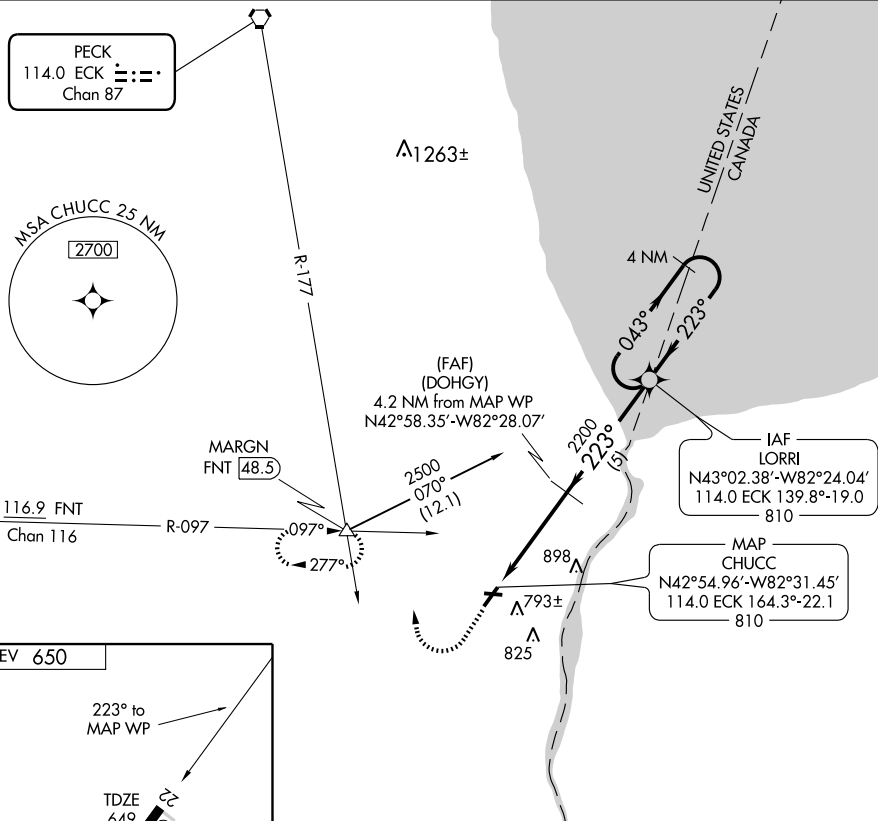 PECK
114.0 ECK
Chan 87
1263±
UNITED STATES
CANADA
MSA CHUCC 25 NM
2700
R-177
4 NM
043°
223°
(FAF)
(DOHGY)
4.2 NM from MAP WP
N42°58.35'-W82°28.07'
2200
223°
(5)
IAF
LORRI
N43°02.38'-W82°24.04'
114.0 ECK 139.8°-19.0
810
MARGN
FNT 48.5
2500
070°
(12.1)
116.9 FNT
Chan 116
R-097
097°
277°
898
793±
825
MAP
CHUCC
N42°54.96'-W82°31.45'
114.0 ECK 164.3°-22.1
810
EV 650
223° to
MAP WP
TDZE
649
22